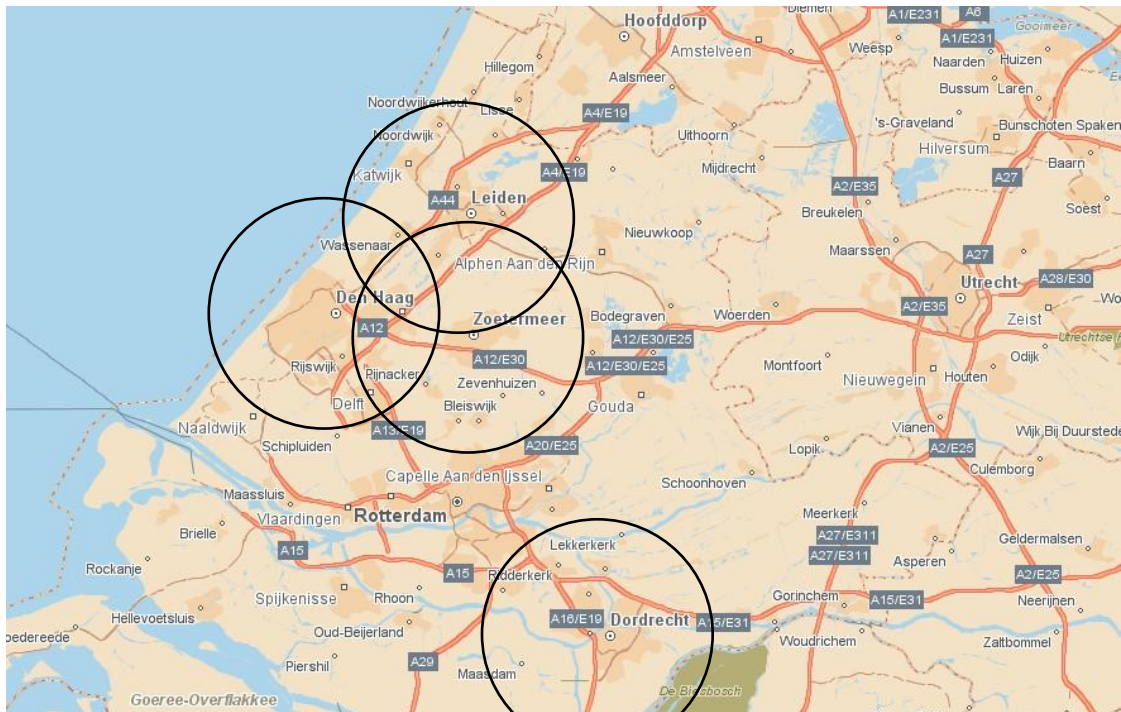 Hoofddorp
Diemen
A1/E231
A6
Gooimeer
A1/E231
Amstelveen
Weesp
Naarden
Huizen
Hillegom
Aalsmeer
Bussum
Laren
Noordwijkerhout
Lisse
A4/E19
's-Graveland
Bunschoten Spaken
Noordwijk
Uithoorn
Hilversum
Mijdrecht
Baarn
Katwijk
A4/E19
A2/E35
A27
A44
Leiden
Breukelen
Soest
Wassenaar
Nieuwkoop
Maarssen
A27
Alphen Aan den Rijn
Utrecht
A28/E30
Den Haag
A2/E35
Zoetermeer
Bodegraven
Woerden
Zeist
A12
A12/E30/E25
Utrechtse
A12/E30
A12/E30/E25
Montfoort
Odijk
Rijswijk
Pijnacker
Zevenhuizen
Nieuwegein
Houten
Delft
Bleiswijk
Gouda
Naaldwijk
A13/E19
Vianen
Wijk Bij Duurstede
Schipluiden
A20/E25
Lopik
A2/E25
Capelle Aan den Ijssel
Culemborg
Maassluis
Schoonhoven
Vlaardingen
Rotterdam
Meerkerk
Brielle
A27/E311
Geldermalsen
Lekkerkerk
A15
A27/E311
Asperen
Rockanje
A15
Ridderkerk
A2/E25
Spijkenisse
Rhoon
Gorinchem
A15/E31
Neerijnen
Hellevoetsluis
A16/E19
Dordrecht
A15/E31
oedereede
Oud-Beijerland
Woudrichem
Zaltbommel
Piershil
A29
Maasdam
De Biesbosch
Goeree-Overflakkee